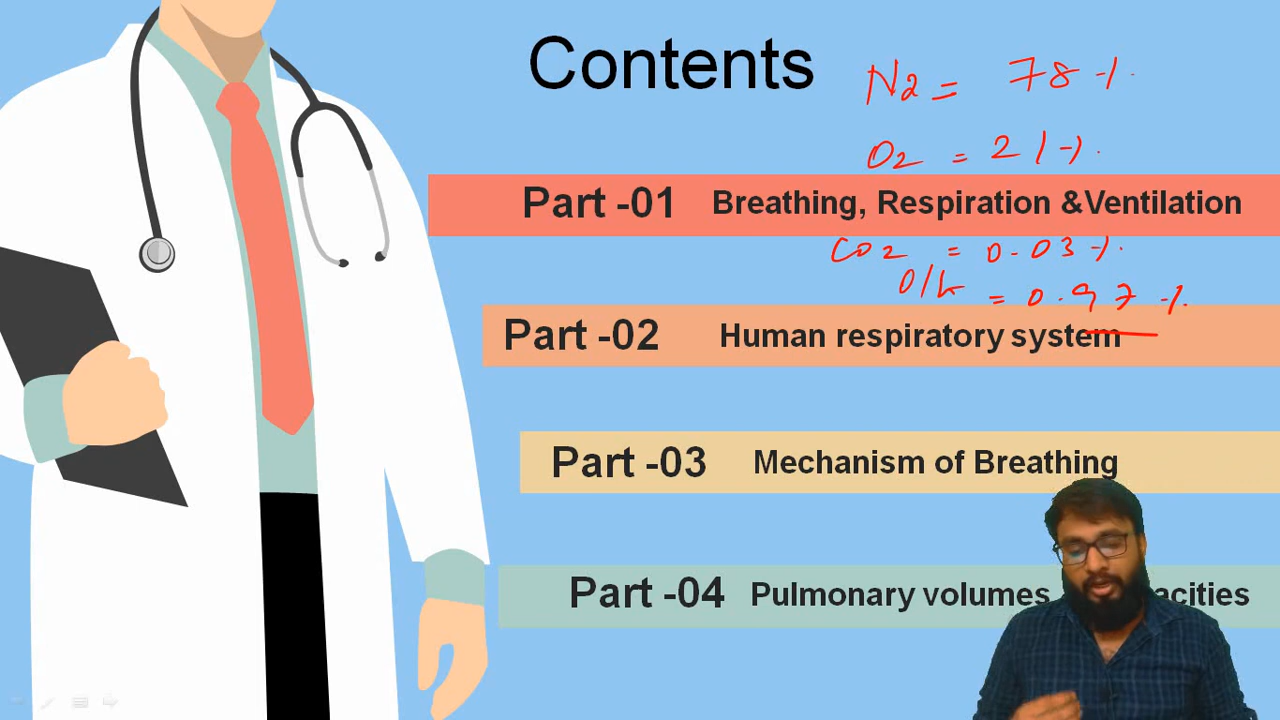 Contents
N2 = 78 %.
O2 = 21 %.
Part -01 Breathing, Respiration &Ventilation
CO2 = 0.03 %.
= 0.97 %.
Part -02 Human respiratory system
Part -03 Mechanism of Breathing
Part -04 Pulmonary volumes acities